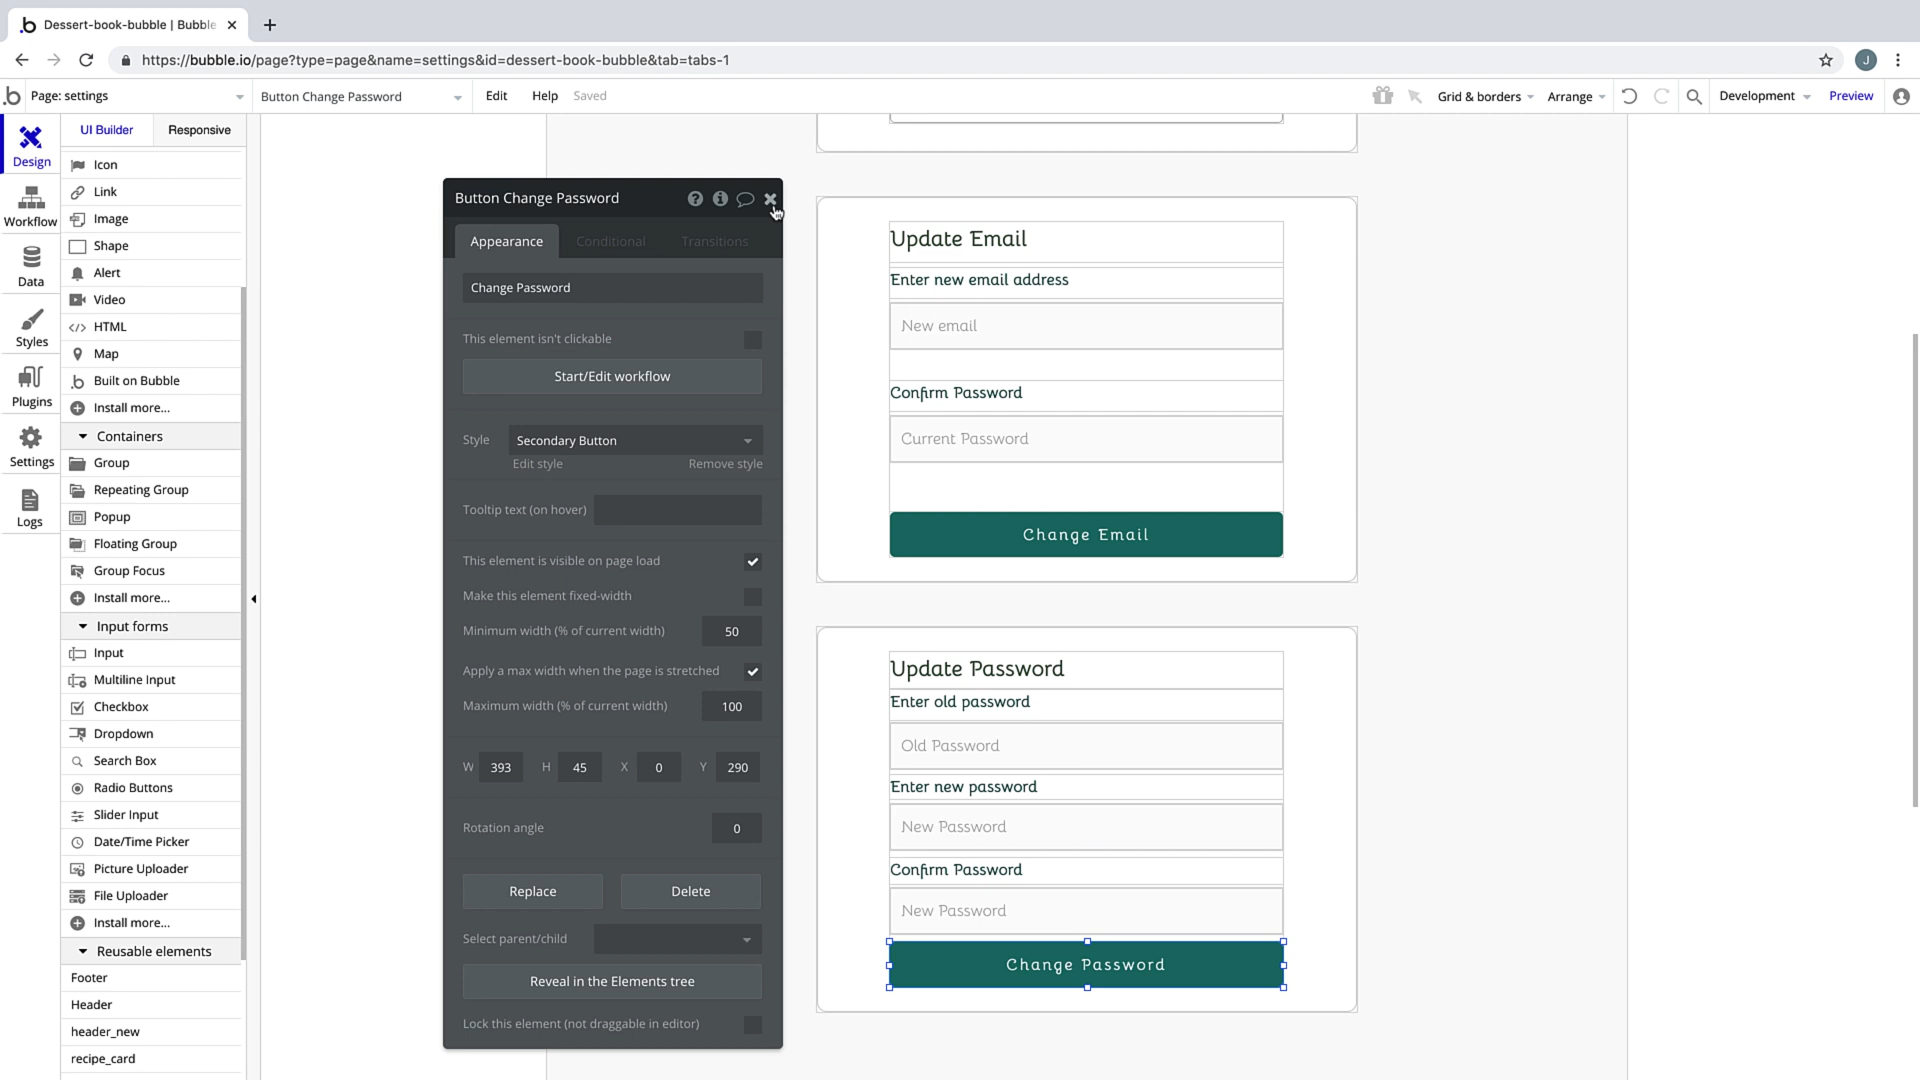 Dessert-book-bubble | Bubble
https://bubble.io/page?type=page&name=settings&id=dessert-book-bubble&tab=tabs-1
J
Page: settings
Button Change Password
Edit
Help
Saved
Grid & borders
Arrange
Development
Preview
Design
Workflow
Data
Styles
Plugins
Settings
Logs
UI Builder
Responsive
Icon
Link
Image
Shape
Alert
Video
HTML
Map
Built on Bubble
Install more...
Containers
Group
Repeating Group
Popup
Floating Group
Group Focus
Install more...
Input forms
Input
Multiline Input
Checkbox
Dropdown
Search Box
Radio Buttons
Slider Input
Date/Time Picker
Picture Uploader
File Uploader
Install more...
Reusable elements
Footer
Header
header_new
recipe_card
Button Change Password
Appearance
Conditional
Transitions
Change Password
This element isn't clickable
Start/Edit workflow
Style
Secondary Button
Edit style
Remove style
Tooltip text (on hover)
This element is visible on page load
Make this element fixed-width
Minimum width (% of current width)
50
Apply a max width when the page is stretched
Maximum width (% of current width)
100
W 393 H 45 X 0 Y 290
Rotation angle
0
Replace
Delete
Select parent/child
Reveal in the Elements tree
Lock this element (not draggable in editor)
Update Email
Enter new email address
New email
Confirm Password
Current Password
Change Email
Update Password
Enter old password
Old Password
Enter new password
New Password
Confirm Password
New Password
Change Password